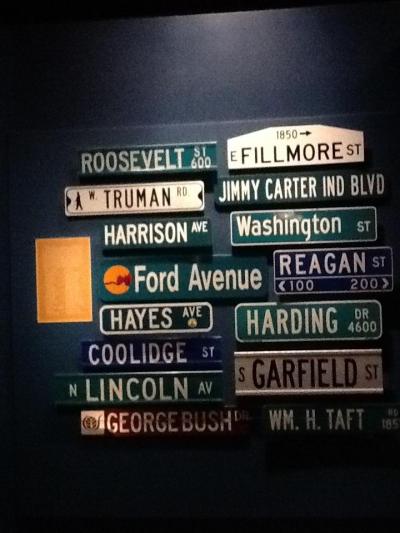 ROOSEVELT ST 600
1850 →
E FILLMORE ST
W. TRUMAN RD.
JIMMY CARTER IND BLVD
HARRISON AVE
Washington ST
Ford Avenue
REAGAN ST
<100 200>
HAYES AVE
HARDING DR 4600
COOLIDGE ST
S GARFIELD ST
N LINCOLN AV
GEORGE BUSH DR.
WM. H. TAFT RD